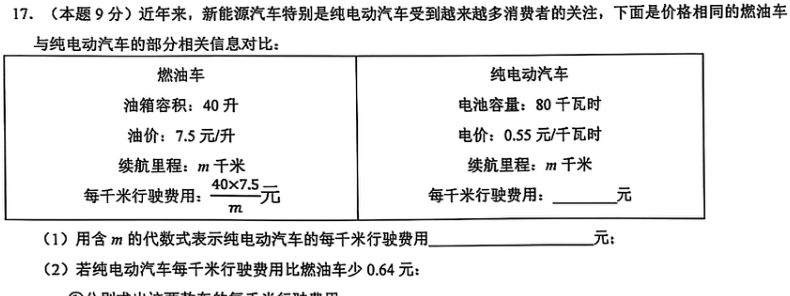 17. （本题 9 分）近年来，新能源汽车特别是纯电动汽车受到越来越多消费者的关注，下面是价格相同的燃油车
与纯电动汽车的部分相关信息对比：
燃油车
油箱容积：40 升
油价：7.5 元/升
续航里程：m 千米
每千米行驶费用：40×7.5/m 元
纯电动汽车
电池容量：80 千瓦时
电价：0.55 元/千瓦时
续航里程：m 千米
每千米行驶费用：________元
（1）用含 m 的代数式表示纯电动汽车的每千米行驶费用__________________元；
（2）若纯电动汽车每千米行驶费用比燃油车少 0.64 元：